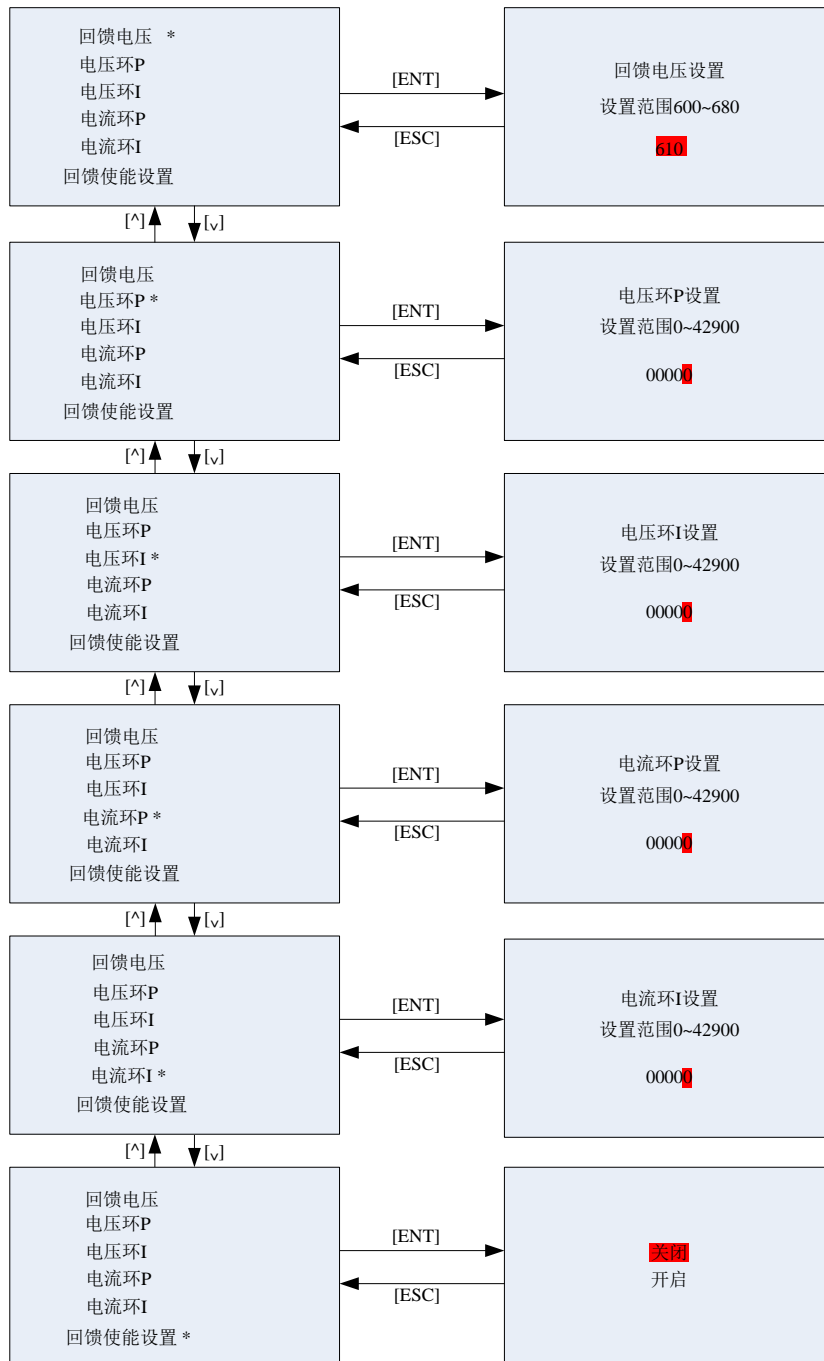 回馈电压 *
电压环P
电压环I
电流环P
电流环I
回馈使能设置
[ENT]
[ESC]
回馈电压设置
设置范围600~680
610
[^]
[v]
回馈电压
电压环P *
电压环I
电流环P
电流环I
回馈使能设置
[ENT]
[ESC]
电压环P设置
设置范围0~42900
00000
[^]
[v]
回馈电压
电压环P
电压环I *
电流环P
电流环I
回馈使能设置
[ENT]
[ESC]
电压环I设置
设置范围0~42900
00000
[^]
[v]
回馈电压
电压环P
电压环I
电流环P *
电流环I
回馈使能设置
[ENT]
[ESC]
电流环P设置
设置范围0~42900
00000
[^]
[v]
回馈电压
电压环P
电压环I
电流环P
电流环I *
回馈使能设置
[ENT]
[ESC]
电流环I设置
设置范围0~42900
00000
[^]
[v]
回馈电压
电压环P
电压环I
电流环P
电流环I
回馈使能设置 *
[ENT]
[ESC]
关闭
开启